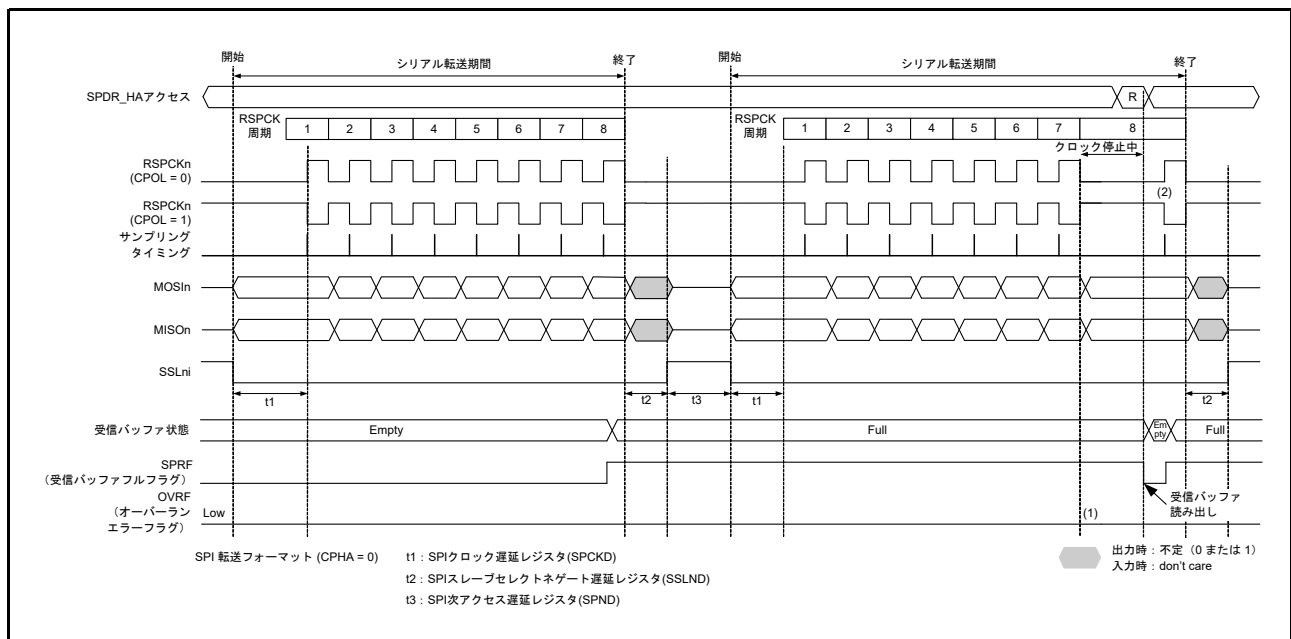 開始
シリアル転送期間
終了
開始
シリアル転送期間
終了
SPDR_HAアクセス
R
RSPCK
周期
1 2 3 4 5 6 7 8
RSPCK
周期
1 2 3 4 5 6 7 8
クロック停止中
RSPCKn
(CPOL = 0)
(2)
RSPCKn
(CPOL = 1)
サンプリング
タイミング
MOSIn
MISOn
SSLni
t1
t2
t3
t1
t2
受信バッファ状態
Empty
Full
Em
pty
Full
SPRF
（受信バッファフルフラグ）
受信バッファ
読み出し
OVRF
（オーバーラン
エラーフラグ）
Low
(1)
SPI 転送フォーマット (CPHA = 0)
t1：SPIクロック遅延レジスタ(SPCKD)
t2：SPIスレーブセレクトネゲート遅延レジスタ(SSLND)
t3：SPI次アクセス遅延レジスタ(SPND)
出力時：不定（0 または 1）
入力時：don't care